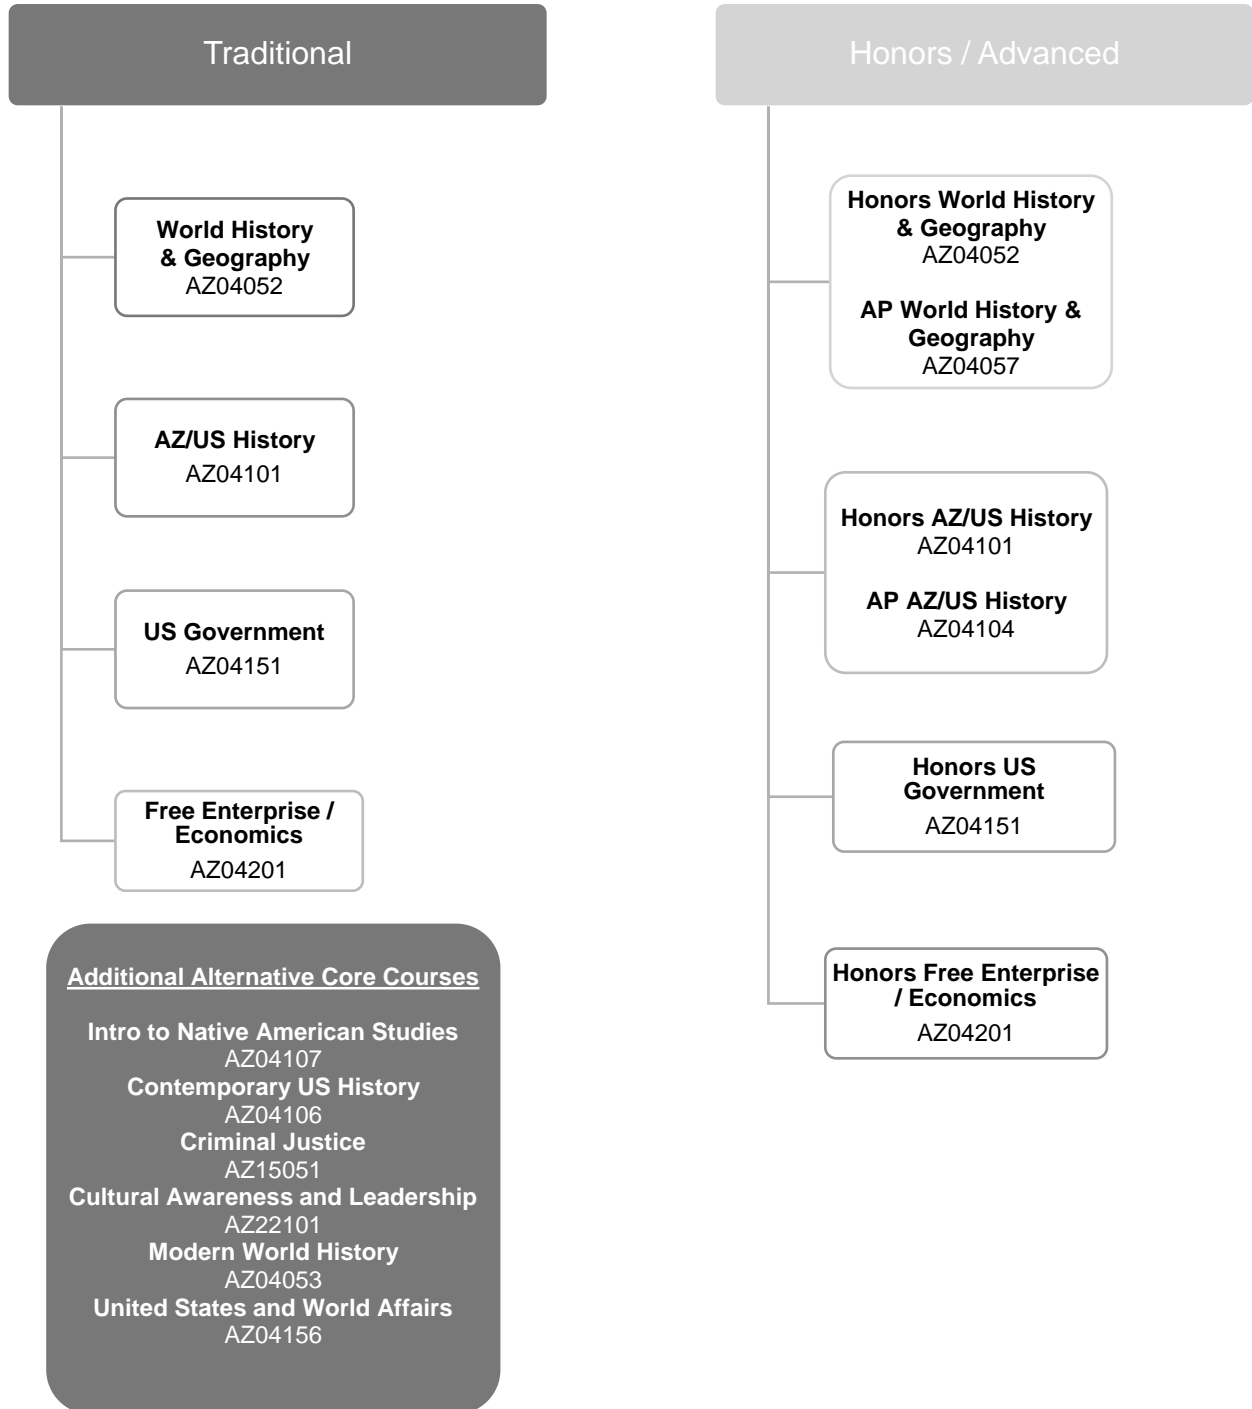 Traditional
World History
& Geography
AZ04052
AZ/US History
AZ04101
US Government
AZ04151
Free Enterprise /
Economics
AZ04201
Additional Alternative Core Courses
Intro to Native American Studies
AZ04107
Contemporary US History
AZ04106
Criminal Justice
AZ15051
Cultural Awareness and Leadership
AZ22101
Modern World History
AZ04053
United States and World Affairs
AZ04156
Honors / Advanced
Honors World History
& Geography
AZ04052
AP World History &
Geography
AZ04057
Honors AZ/US History
AZ04101
AP AZ/US History
AZ04104
Honors US
Government
AZ04151
Honors Free Enterprise
/ Economics
AZ04201